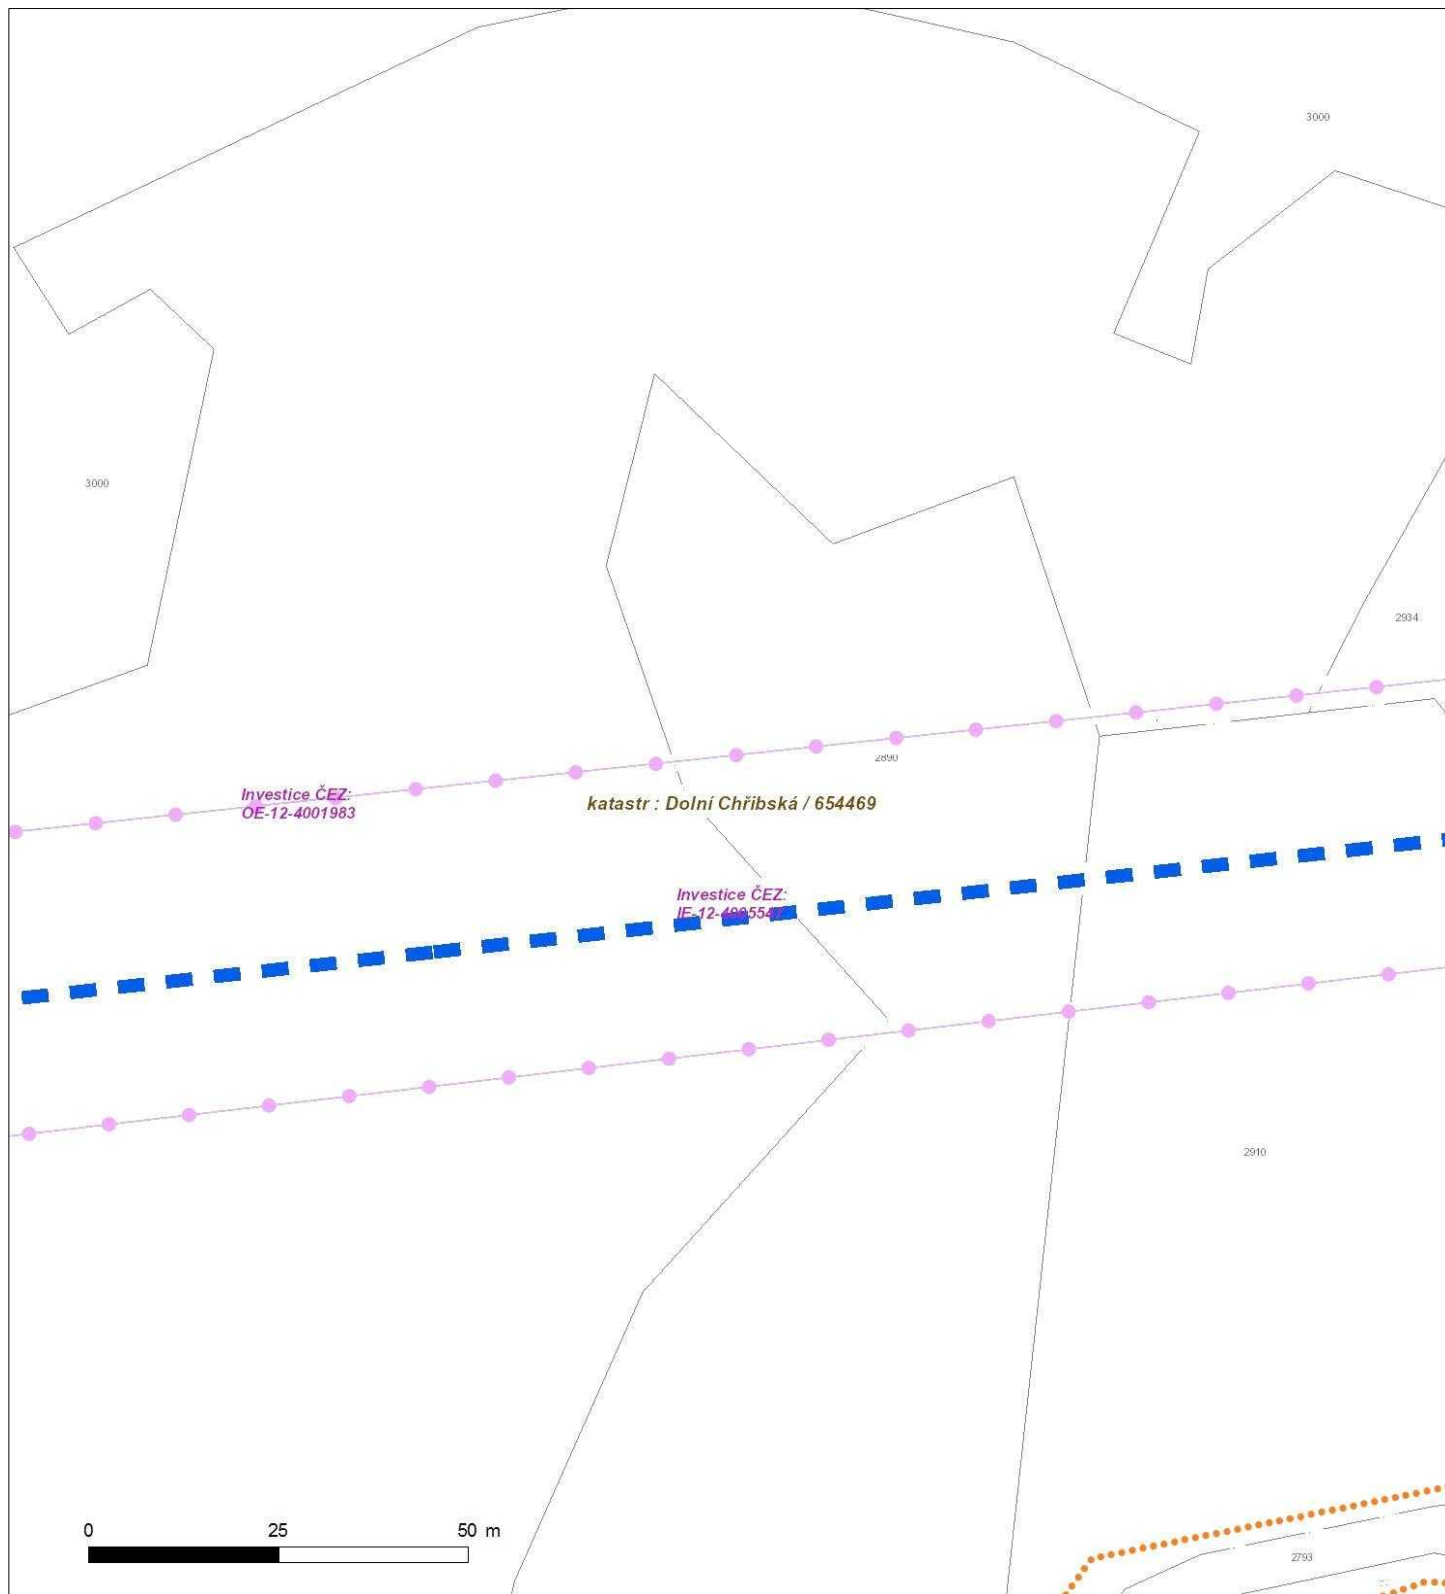 3000
3000
2934
2890
Investice ČEZ:
OE-12-4001983
katastr : Dolní Chřibská / 654469
Investice ČEZ:
2910
0 25 50 m
2793